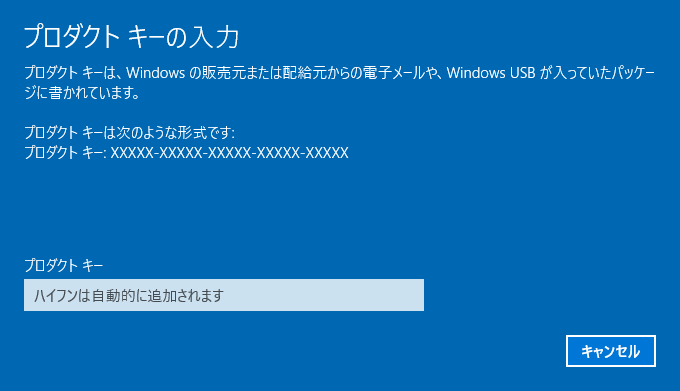 プロダクト キーの入力
プロダクト キーは、Windows の販売元または配給元からの電子メールや、Windows USB が入っていたパッケー
ジに書かれています。
プロダクト キーは次のような形式です:
プロダクト キー: XXXXX-XXXXX-XXXXX-XXXXX-XXXXX
プロダクト キー
ハイフンは自動的に追加されます
キャンセル